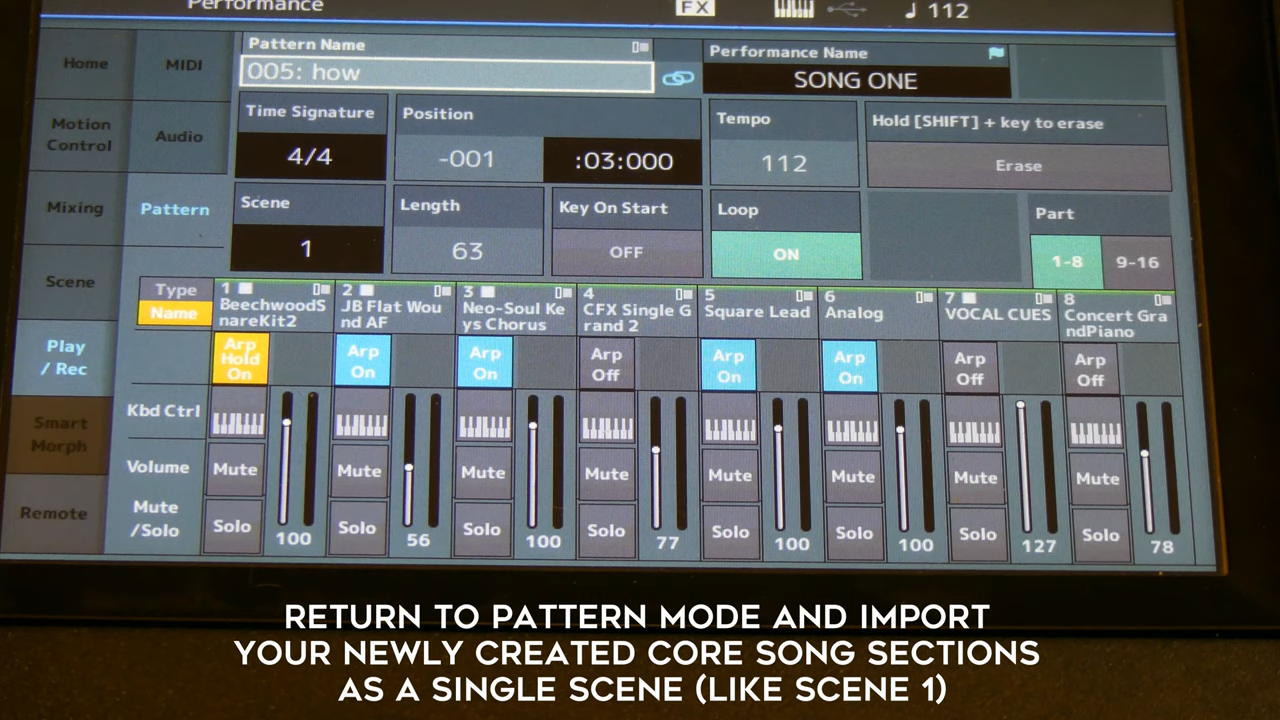 Performance
FX
♩ 112
Home
MIDI
Pattern Name
005: how
Performance Name
SONG ONE
Motion
Control
Audio
Time Signature
4/4
Position
-001
:03:000
Tempo
112
Hold [SHIFT] + key to erase
Erase
Mixing
Pattern
Scene
1
Length
63
Key On Start
OFF
Loop
ON
Part
1-8
9-16
Scene
Type
Name
1
BeechwoodS
nareKit2
2
JB Flat Wou
nd AF
3
Neo-Soul Ke
ys Chorus
4
CFX Single G
rand 2
5
Square Lead
6
Analog
7
VOCAL CUES
8
Concert Gra
ndPiano
Play
/ Rec
Arp
Hold
On
Arp
On
Arp
On
Arp
Off
Arp
On
Arp
On
Arp
Off
Arp
Off
Smart
Morph
Kbd Ctrl
Volume
Mute
Mute
Mute
Mute
Mute
Mute
Mute
Mute
Remote
Mute
/Solo
Solo
Solo
Solo
Solo
Solo
Solo
Solo
Solo
100
56
100
77
100
100
127
78
RETURN TO PATTERN MODE AND IMPORT
YOUR NEWLY CREATED CORE SONG SECTIONS
AS A SINGLE SCENE (LIKE SCENE 1)